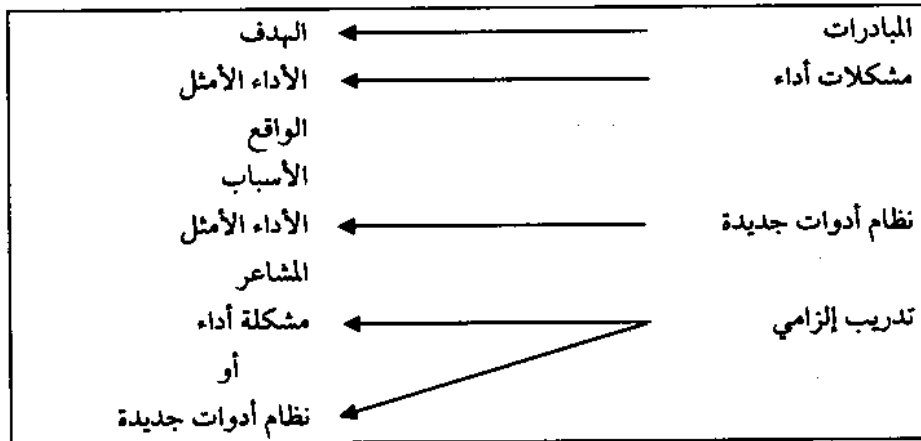 المبادرات الهدف
مشكلات أداء الأداء الأمثل
الواقع
الأسباب
نظام أدوات جديدة الأداء الأمثل
المشاعر
تدريب إلزامي مشكلة أداء
أو
نظام أدوات جديدة